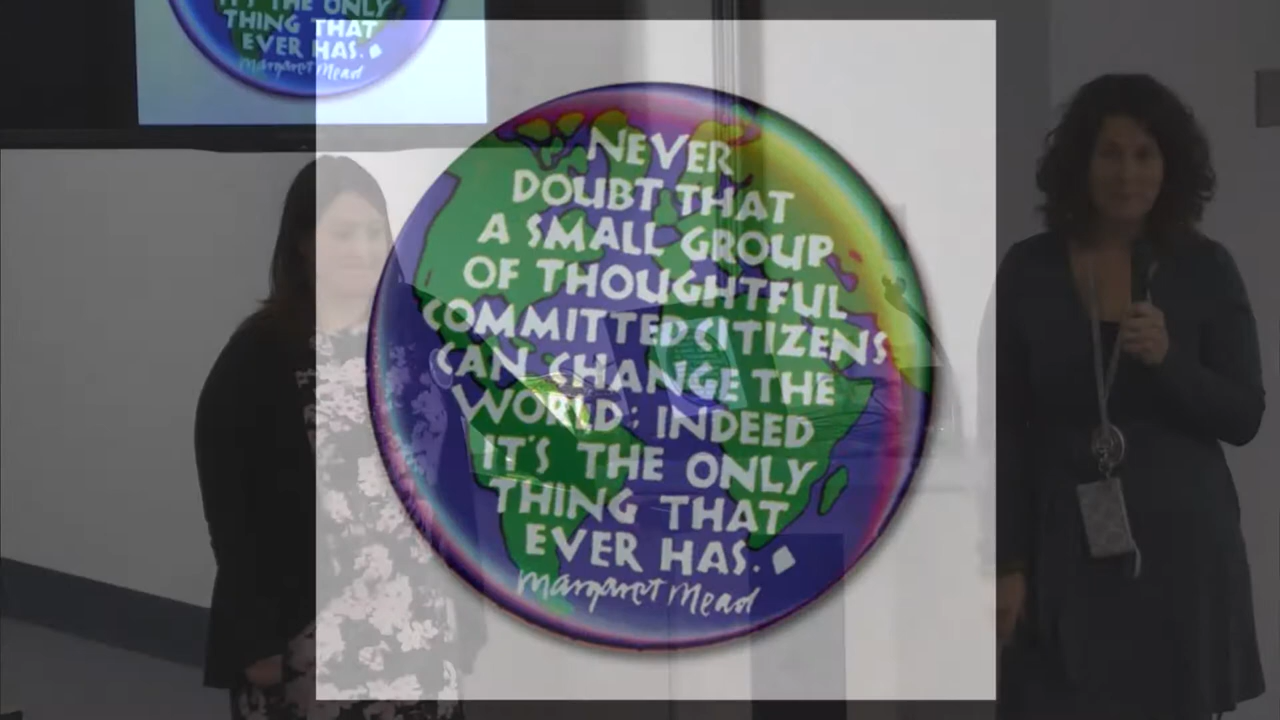 IT'S THE ONLY
THING THAT
EVER HAS.
Margaret Mead
NEVER
DOUBT THAT
A SMALL GROUP
OF THOUGHTFUL
COMMITTED CITIZENS
CAN CHANGE THE
WORLD: INDEED
IT'S THE ONLY
THING THAT
EVER HAS.
Margaret Mead